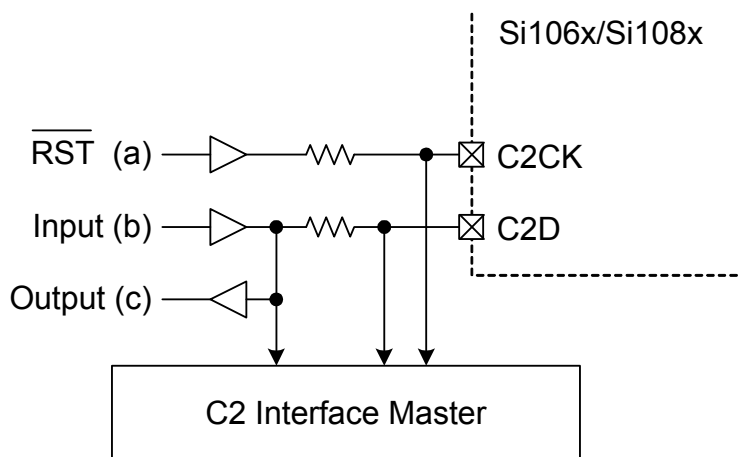 Si106x/Si108x
RST (a)
C2CK
Input (b)
C2D
Output (c)
C2 Interface Master